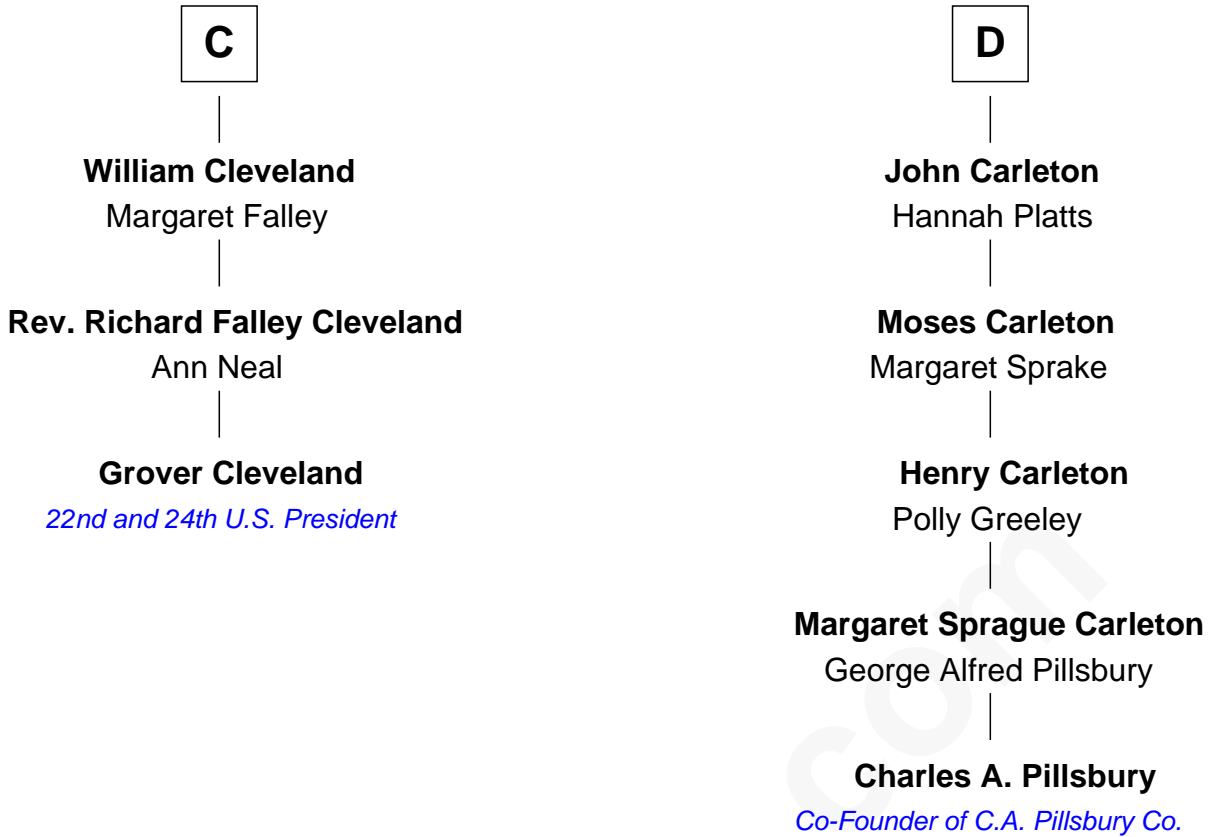 C
William Cleveland
Margaret Falley
Rev. Richard Falley Cleveland
Ann Neal
Grover Cleveland
22nd and 24th U.S. President
D
John Carleton
Hannah Platts
Moses Carleton
Margaret Sprake
Henry Carleton
Polly Greeley
Margaret Sprague Carleton
George Alfred Pillsbury
Charles A. Pillsbury
Co-Founder of C.A. Pillsbury Co.
com